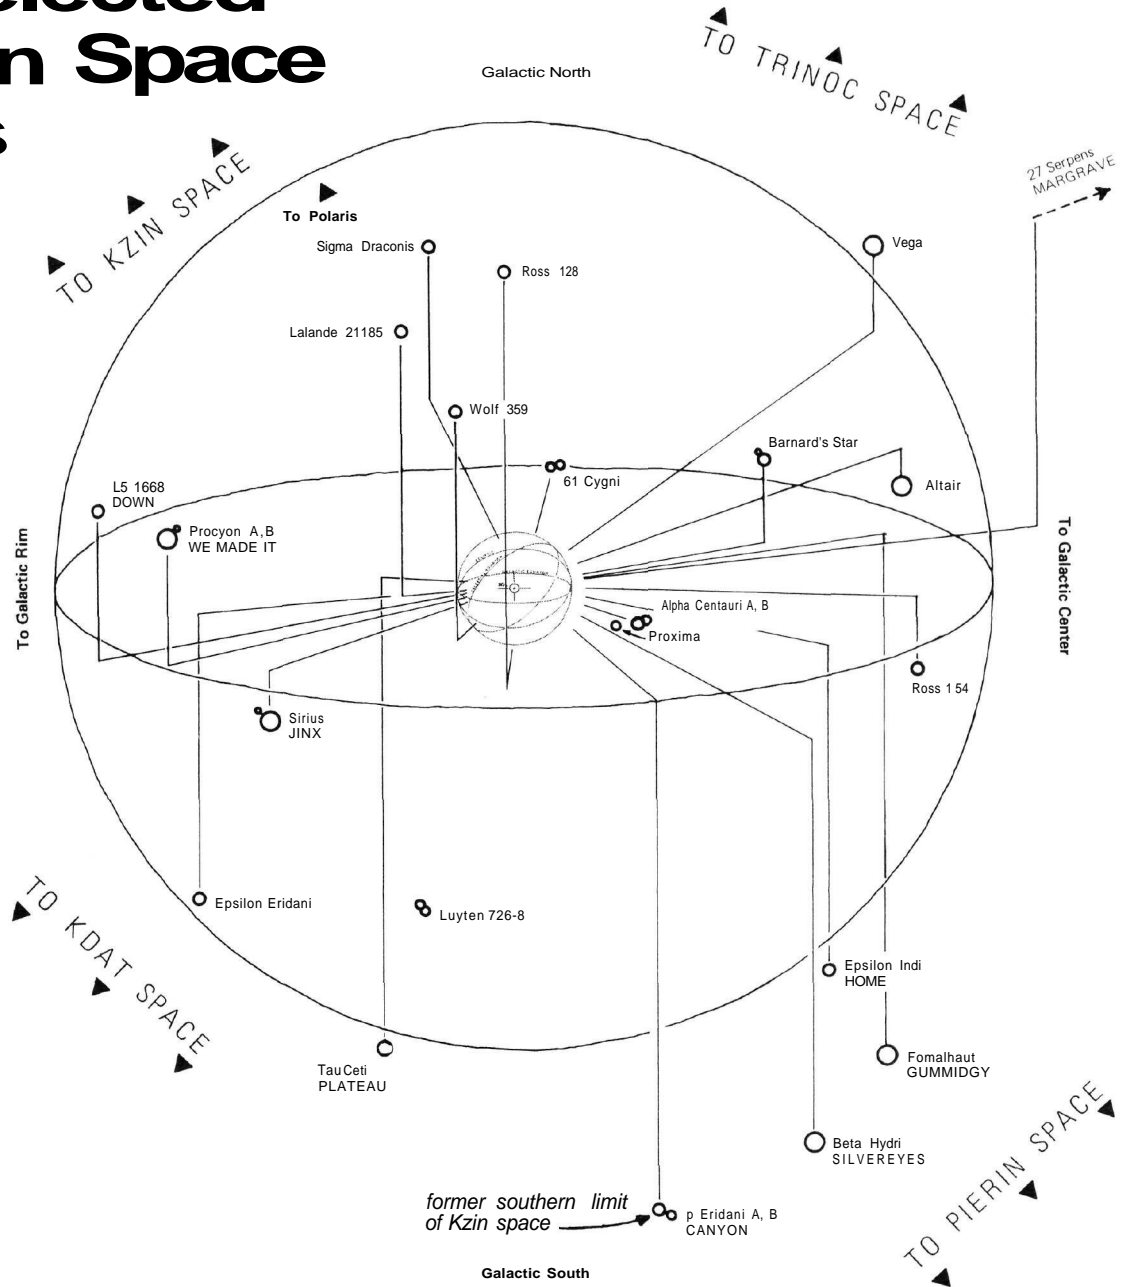 elected
n Space
s
Galactic North
TO TRINOC SPACE
TO KZIN SPACE
27 Serpens
MARGRAVE
To Polaris
Sigma Draconis
Vega
Ross 128
Lalande 21185
Wolf 359
Barnard's Star
61 Cygni
Altair
L5 1668
DOWN
Procyon A,B
WE MADE IT
To Galactic Rim
To Galactic Center
Alpha Centauri A, B
Proxima
Ross 154
Sirius
JINX
TO KDAT SPACE
Epsilon Eridani
Luyten 726-8
Epsilon Indi
HOME
Tau Ceti
PLATEAU
Fomalhaut
GUMMIDGY
TO PIERIN SPACE
Beta Hydri
SILVEREYES
former southern limit
of Kzin space
p Eridani A, B
CANYON
Galactic South